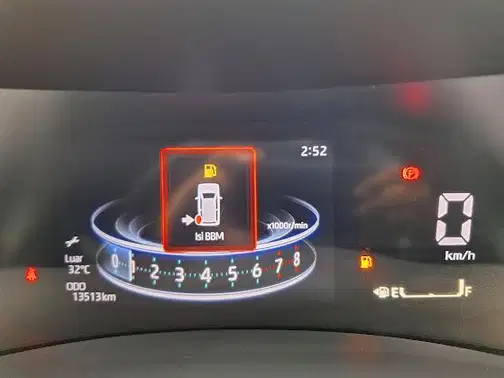 2:52
Isi BBM
x1000r/min
0 1 2 3 4 5 6 7 8
Luar
32°C
ODO
13513km
P
0
km/h
E F